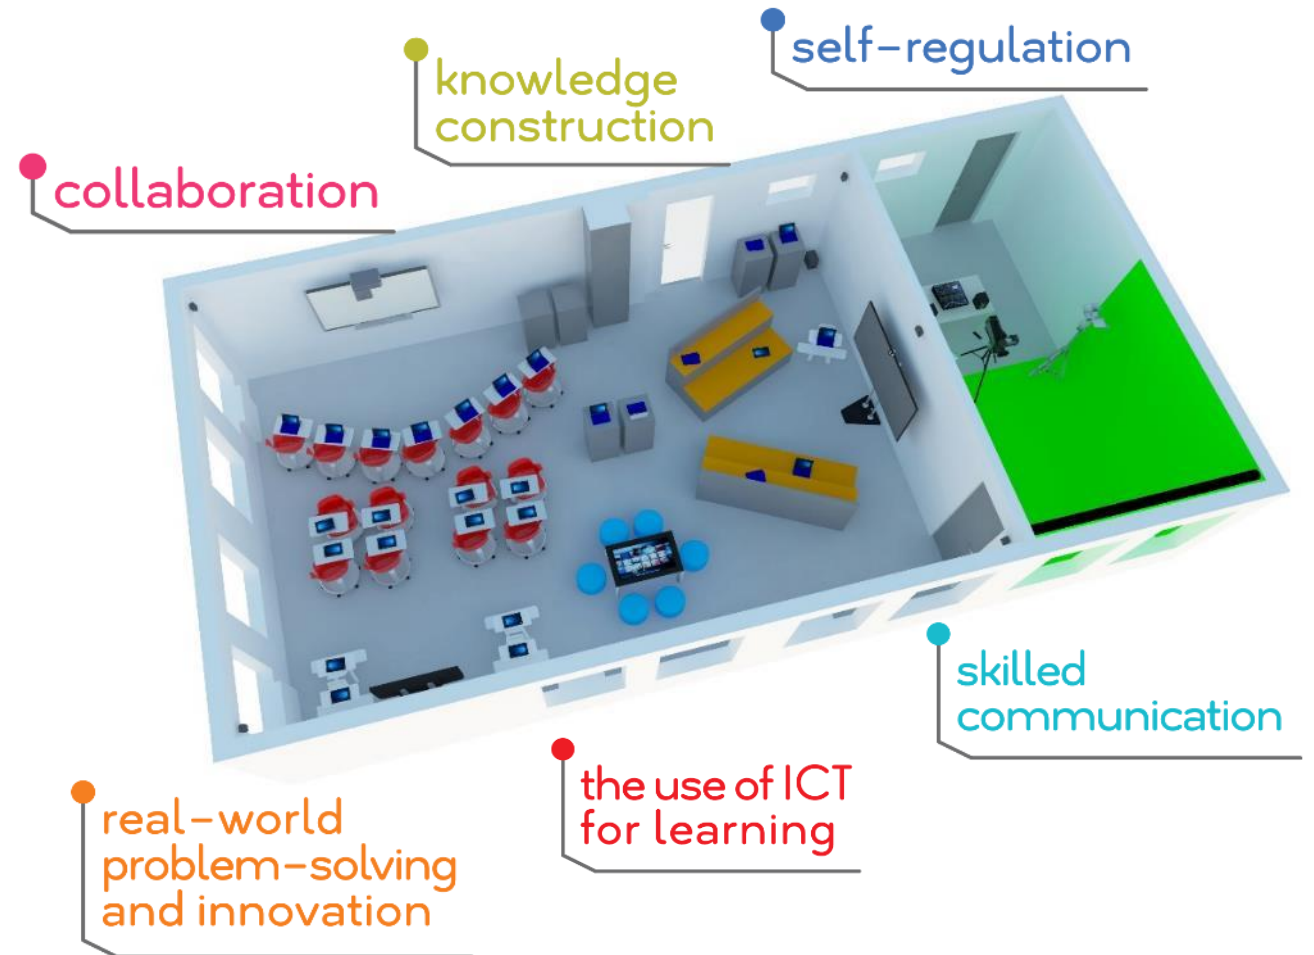 self-regulation
knowledge
construction
collaboration
skilled
communication
the use of ICT
for learning
real-world
problem-solving
and innovation